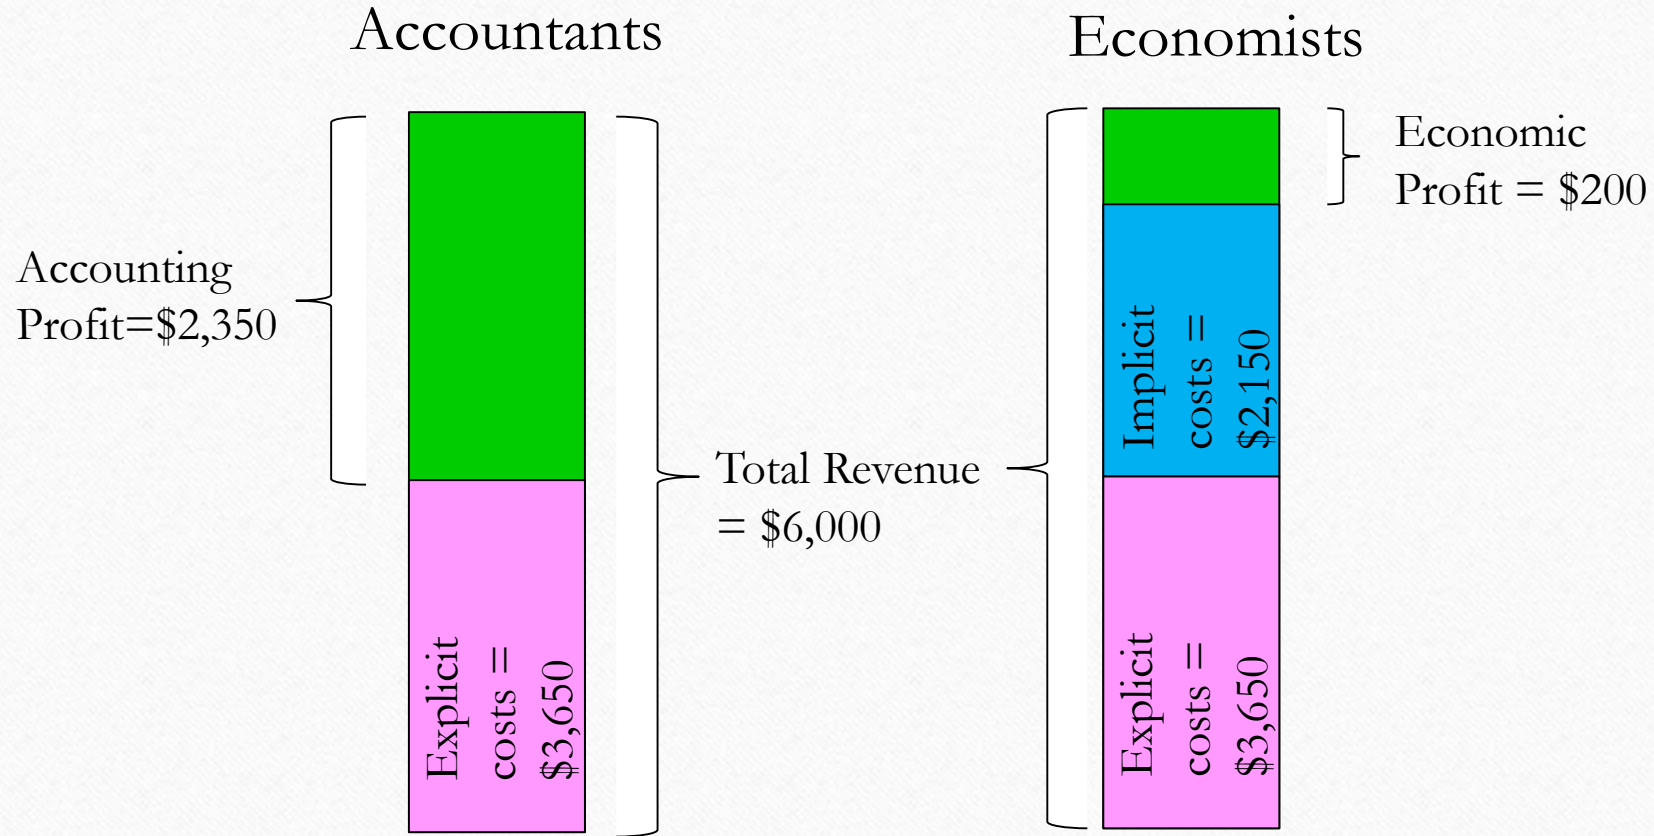 Accountants
Economists
Accounting
Profit=$2,350
Explicit
costs =
$3,650
Total Revenue
= $6,000
Implicit
costs =
$2,150
Explicit
costs =
$3,650
Economic
Profit = $200